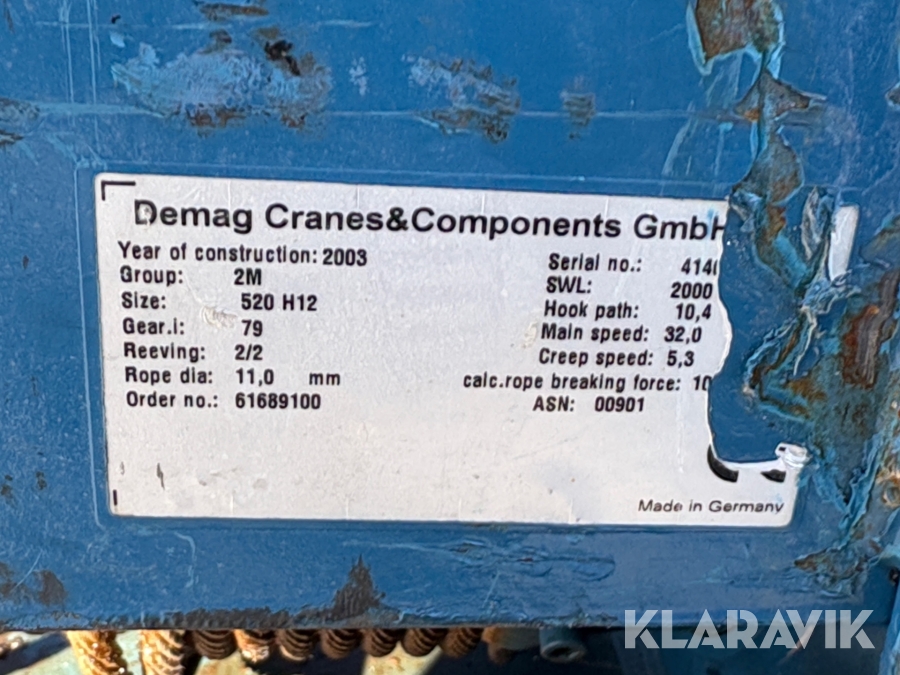 Demag Cranes&Components GmbH
Year of construction: 2003
Group: 2M
Size: 520 H12
Gear.i: 79
Reeving: 2/2
Rope dia: 11,0 mm
Order no.: 61689100
Serial no.:
SWL: 2000
Hook path: 10,4
Main speed: 32,0
Creep speed: 5,3
calc.rope breaking force:
ASN: 00901
Made in Germany
KLARAVIK